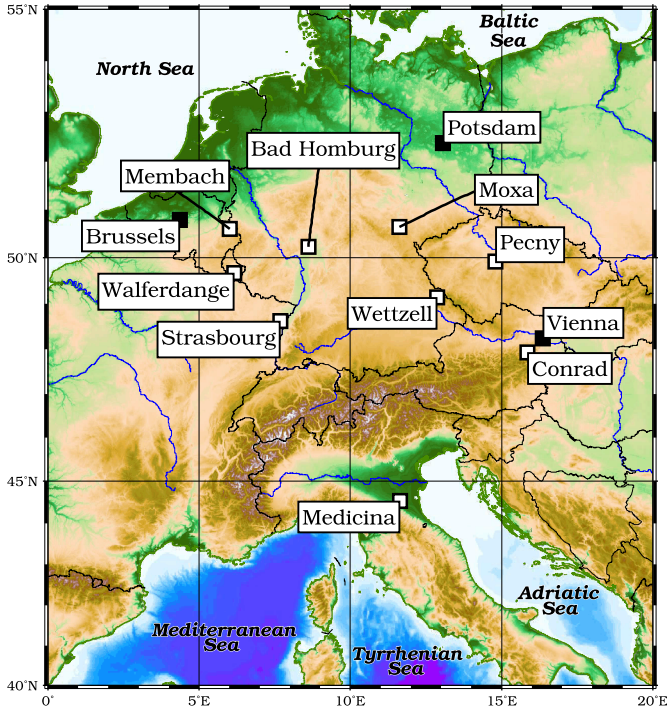 55˚N
Baltic
Sea
North Sea
Potsdam
Bad Homburg
Membach
Moxa
Brussels
Pecny
50˚N
Walferdange
Wettzell
Vienna
Strasbourg
Conrad
45˚N
Medicina
Adriatic
Sea
Mediterranean
Sea
Tyrrhenian
Sea
40˚N
0˚
5˚E
10˚E
15˚E
20˚E